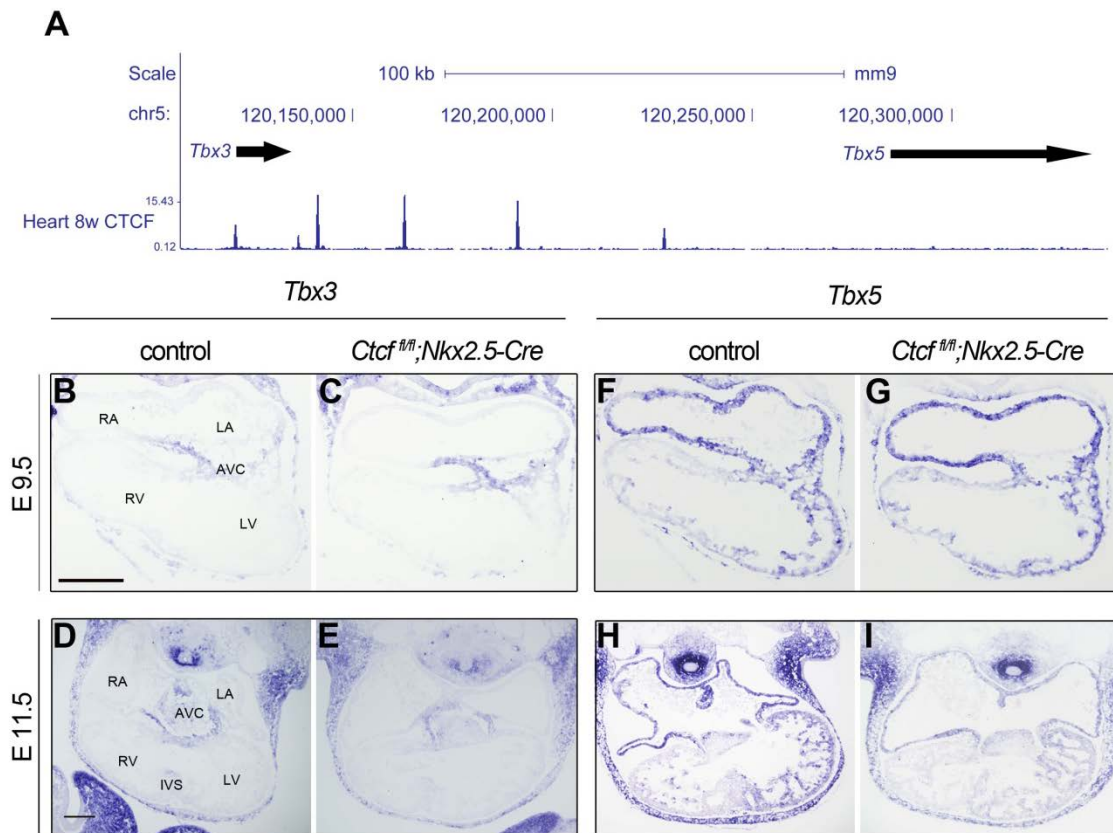 A
Scale 100 kb mm9
chr5: 120,150,000 120,200,000 120,250,000 120,300,000
Tbx3 Tbx5
15.43
Heart 8w CTCF
0.12
Tbx3 Tbx5
control Ctcf fl/fl;Nkx2.5-Cre control Ctcf fl/fl;Nkx2.5-Cre
E 9.5
B C F G
RA LA
AVC
RV
LV
E 11.5
D E H I
RA LA
AVC
RV LV
IVS